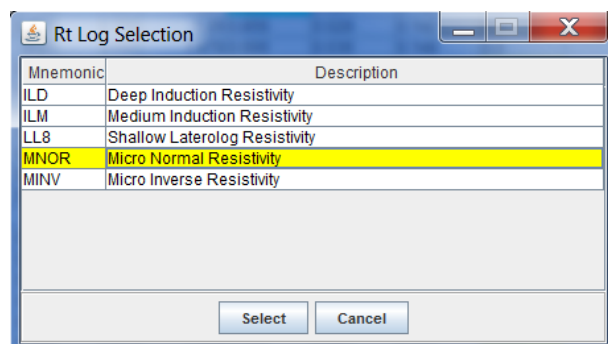 Rt Log Selection
Mnemonic Description
ILD Deep Induction Resistivity
ILM Medium Induction Resistivity
LL8 Shallow Laterolog Resistivity
MNOR Micro Normal Resistivity
MINV Micro Inverse Resistivity
Select Cancel